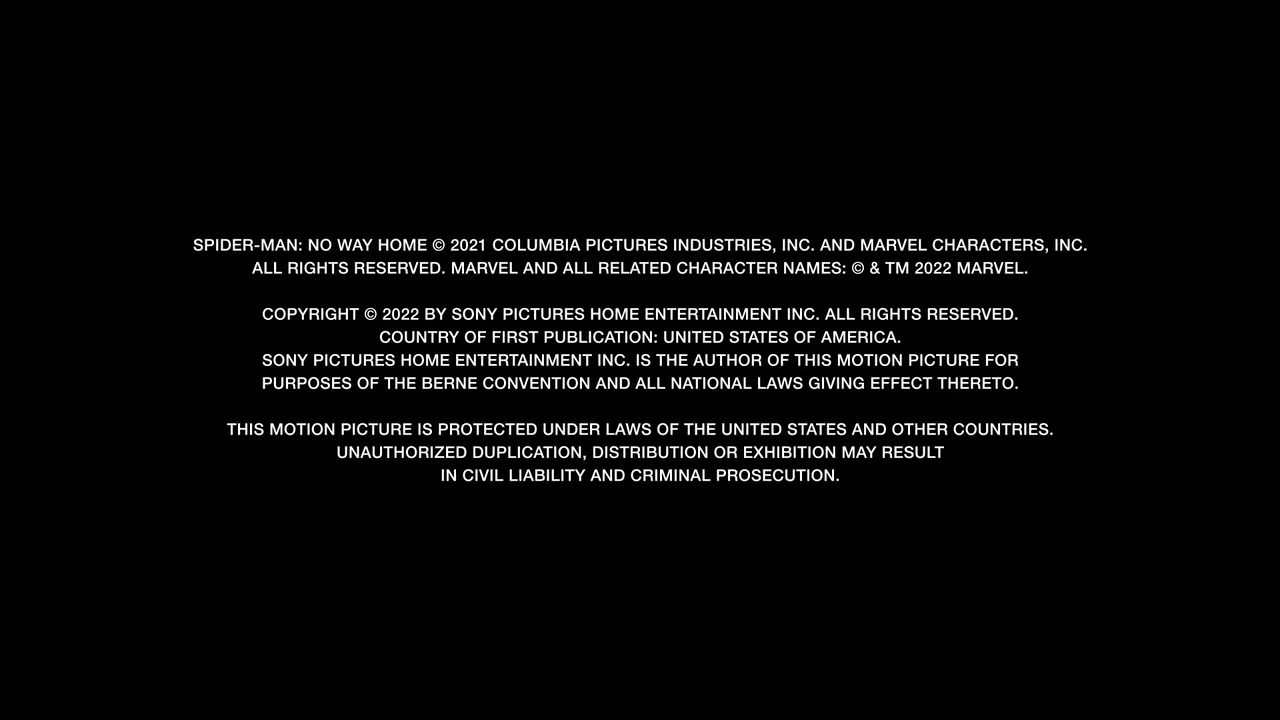 SPIDER-MAN: NO WAY HOME © 2021 COLUMBIA PICTURES INDUSTRIES, INC. AND MARVEL CHARACTERS, INC.
ALL RIGHTS RESERVED. MARVEL AND ALL RELATED CHARACTER NAMES: © & TM 2022 MARVEL.
COPYRIGHT © 2022 BY SONY PICTURES HOME ENTERTAINMENT INC. ALL RIGHTS RESERVED.
COUNTRY OF FIRST PUBLICATION: UNITED STATES OF AMERICA.
SONY PICTURES HOME ENTERTAINMENT INC. IS THE AUTHOR OF THIS MOTION PICTURE FOR
PURPOSES OF THE BERNE CONVENTION AND ALL NATIONAL LAWS GIVING EFFECT THERETO.
THIS MOTION PICTURE IS PROTECTED UNDER LAWS OF THE UNITED STATES AND OTHER COUNTRIES.
UNAUTHORIZED DUPLICATION, DISTRIBUTION OR EXHIBITION MAY RESULT
IN CIVIL LIABILITY AND CRIMINAL PROSECUTION.